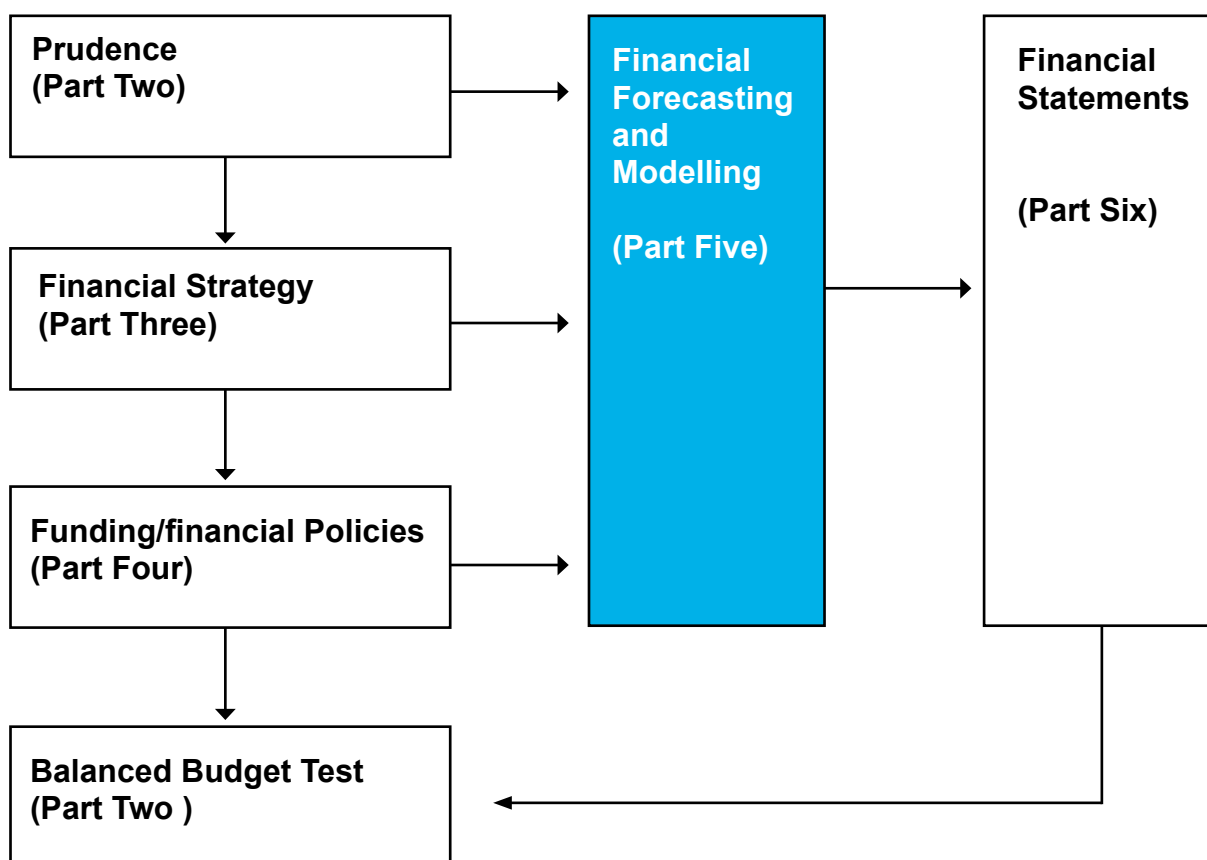 Prudence
(Part Two)
Financial Strategy
(Part Three)
Funding/financial Policies
(Part Four)
Balanced Budget Test
(Part Two )
Financial
Forecasting
and
Modelling
(Part Five)
Financial
Statements
(Part Six)